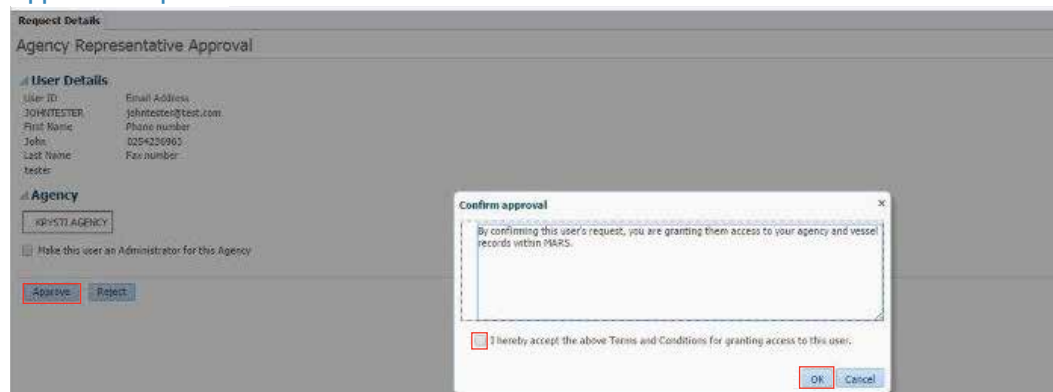 Request Details
Agency Representative Approval
User Details
User ID Email Address
JOHNTESTER johntester@test.com
First Name Phone number
John 0254236963
Last Name Fax number
tester
Agency
KRYSTI AGENCY
Make this user an Administrator for this Agency
Approve Reject
Confirm approval
By confirming this user's request, you are granting them access to your agency and vessel
records within MARS.
I hereby accept the above Terms and Conditions for granting access to this user.
OK Cancel